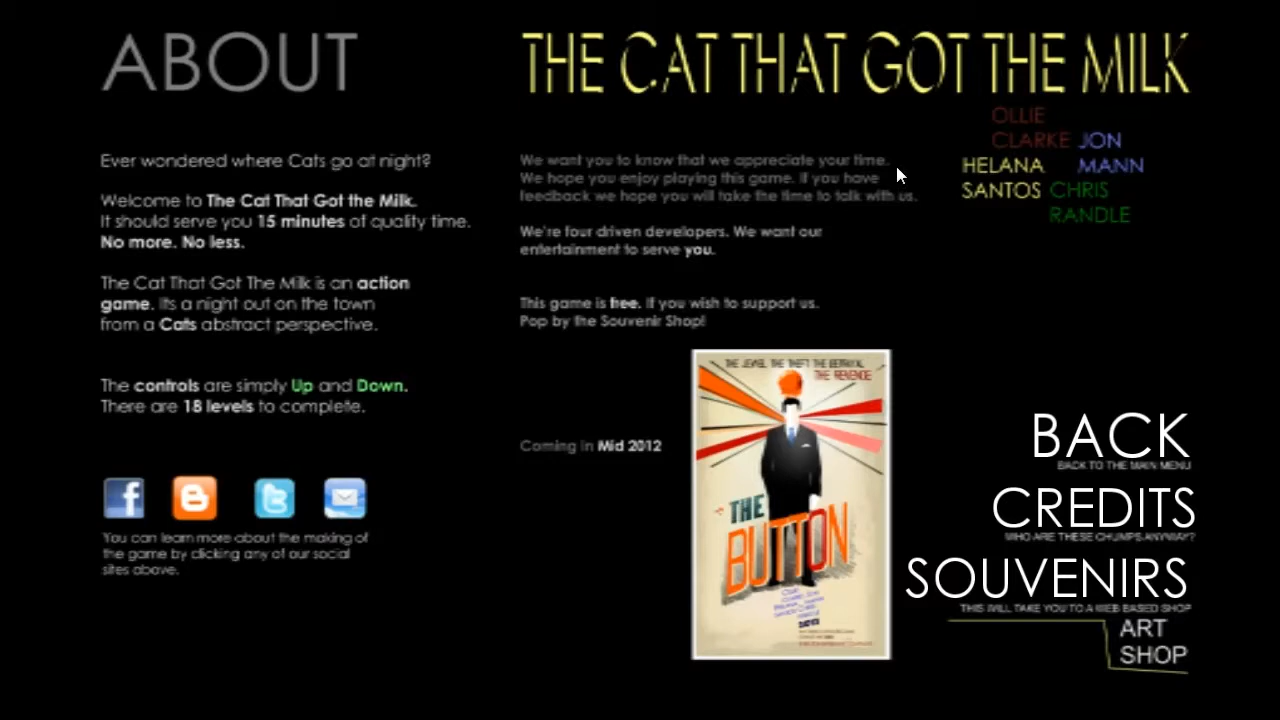 ABOUT
Ever wondered where Cats go at night?
Welcome to The Cat That Got the Milk.
It should serve you 15 minutes of quality time.
No more. No less.
The Cat That Got The Milk is an action
game. Its a night out on the town
from a Cats abstract perspective.
The controls are simply Up and Down.
There are 18 levels to complete.
You can learn more about the making of
the game by clicking any of our social
sites above.
THE CAT THAT GOT THE MILK
OLLIE
CLARKE JON
HELANA MANN
SANTOS CHRIS
RANDLE
We want you to know that we appreciate your time.
We hope you enjoy playing this game. If you have
feedback we hope you will take the time to talk with us.
We're four driven developers. We want our
entertainment to serve you.
This game is free. If you wish to support us.
Pop by the Souvenir Shop!
Coming in Mid 2012
THE JEWEL. THE THEFT. THE BETRAYAL.
THE REVENGE
THE
BUTTON
BACK
BACK TO THE MAIN MENU
CREDITS
WHO ARE THESE CHUMPS ANYWAY?
SOUVENIRS
THIS WILL TAKE YOU TO A WEB BASED SHOP
ART
SHOP